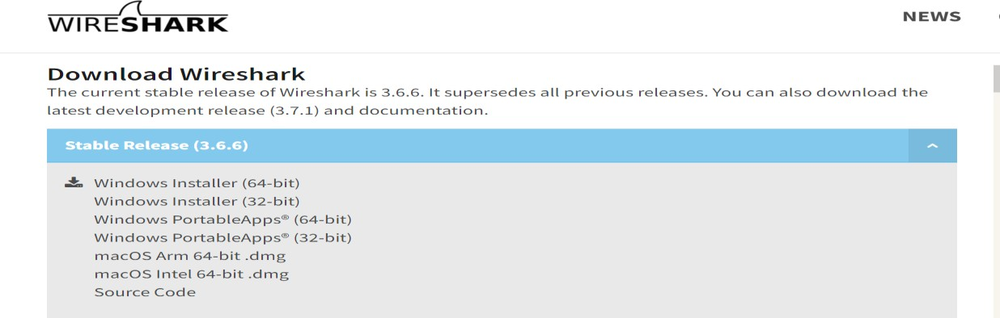 WIRESHARK
NEWS
Download Wireshark
The current stable release of Wireshark is 3.6.6. It supersedes all previous releases. You can also download the
latest development release (3.7.1) and documentation.
Stable Release (3.6.6)
Windows Installer (64-bit)
Windows Installer (32-bit)
Windows PortableApps® (64-bit)
Windows PortableApps® (32-bit)
macOS Arm 64-bit .dmg
macOS Intel 64-bit .dmg
Source Code